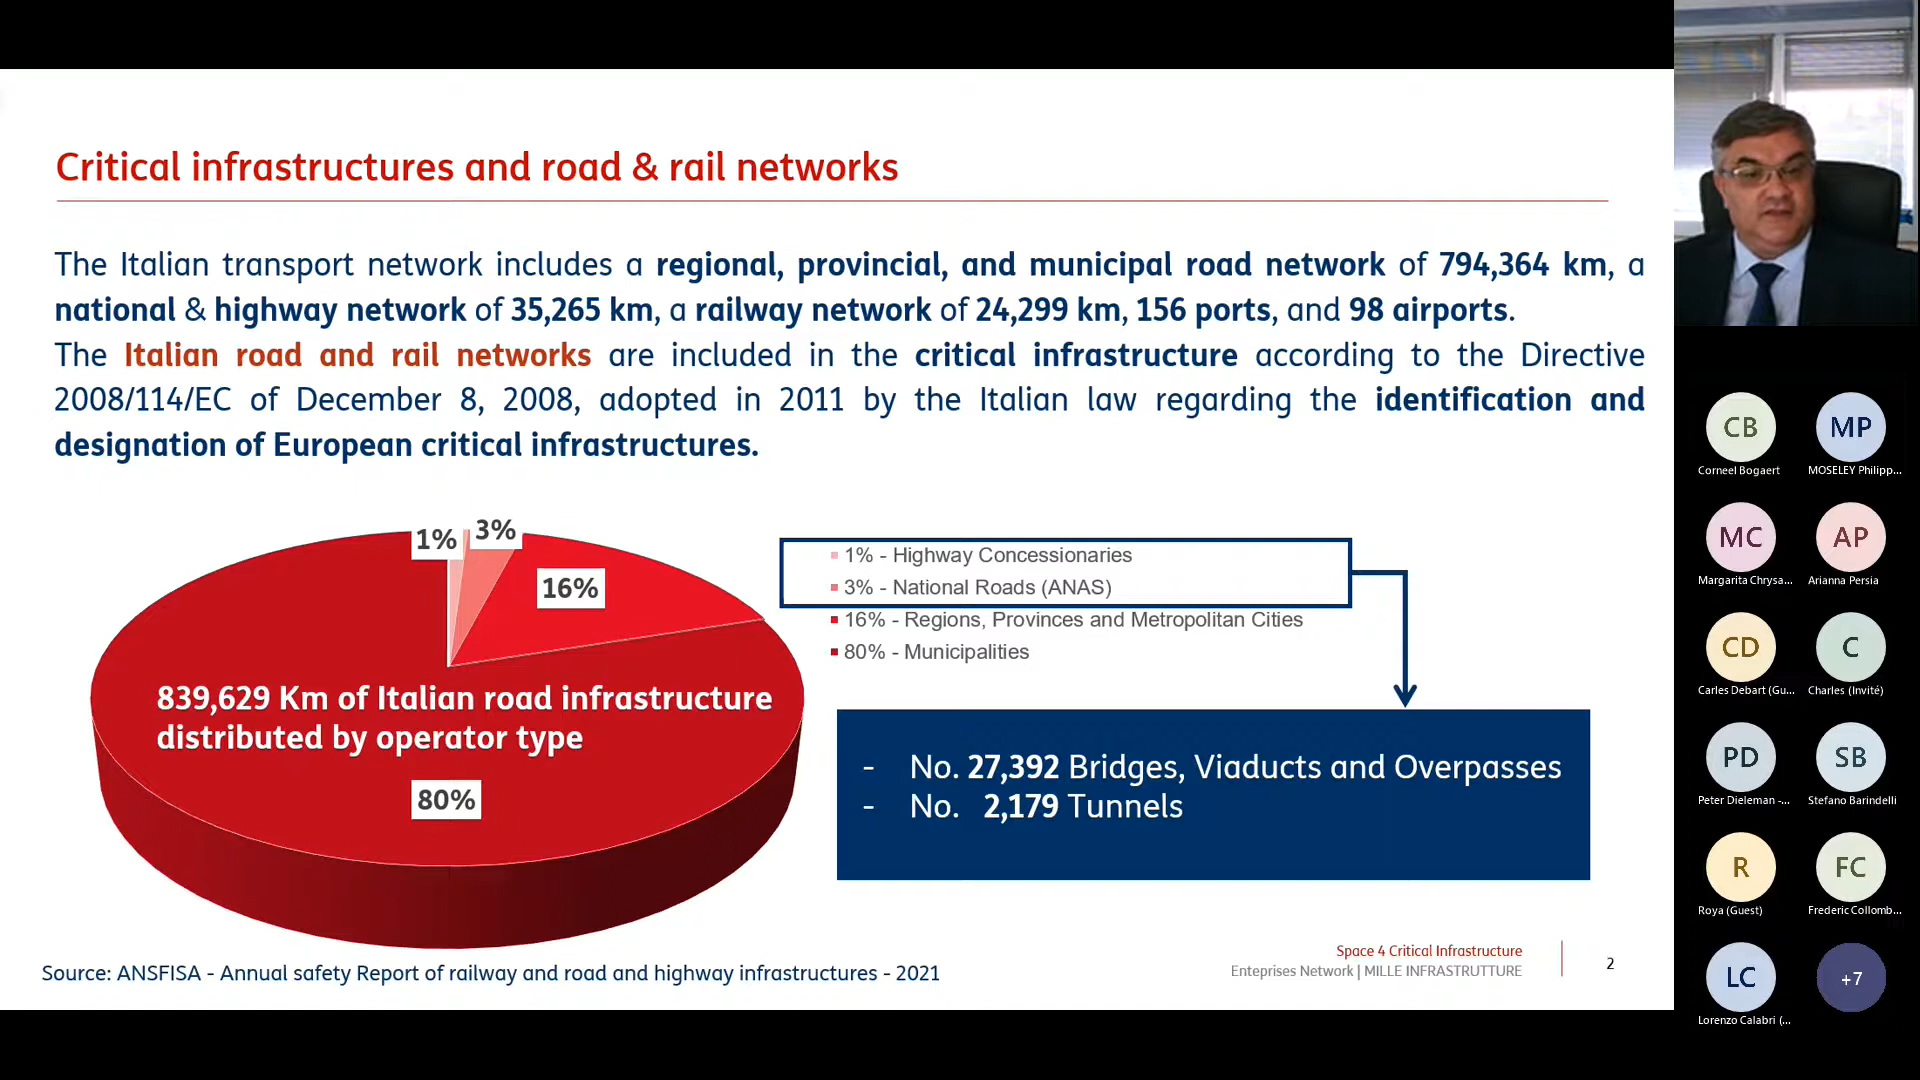 Critical infrastructures and road & rail networks
The Italian transport network includes a regional, provincial, and municipal road network of 794,364 km, a
national & highway network of 35,265 km, a railway network of 24,299 km, 156 ports, and 98 airports.
The Italian road and rail networks are included in the critical infrastructure according to the Directive
2008/114/EC of December 8, 2008, adopted in 2011 by the Italian law regarding the identification and
designation of European critical infrastructures.
1%
3%
16%
839,629 Km of Italian road infrastructure
distributed by operator type
80%
1% - Highway Concessionaries
3% - National Roads (ANAS)
16% - Regions, Provinces and Metropolitan Cities
80% - Municipalities
- No. 27,392 Bridges, Viaducts and Overpasses
- No. 2,179 Tunnels
Source: ANSFISA - Annual safety Report of railway and road and highway infrastructures - 2021
Space 4 Critical Infrastructure
Enteprises Network | MILLE INFRASTRUTTURE
2
CB
Corneel Bogaert
MP
MOSELEY Philipp...
MC
Margarita Chrysa...
AP
Arianna Persia
CD
Carles Debart (Gu...
C
Charles (Invité)
PD
Peter Dieleman -...
SB
Stefano Barindelli
R
Roya (Guest)
FC
Frederic Collomb...
LC
Lorenzo Calabri (...
+7